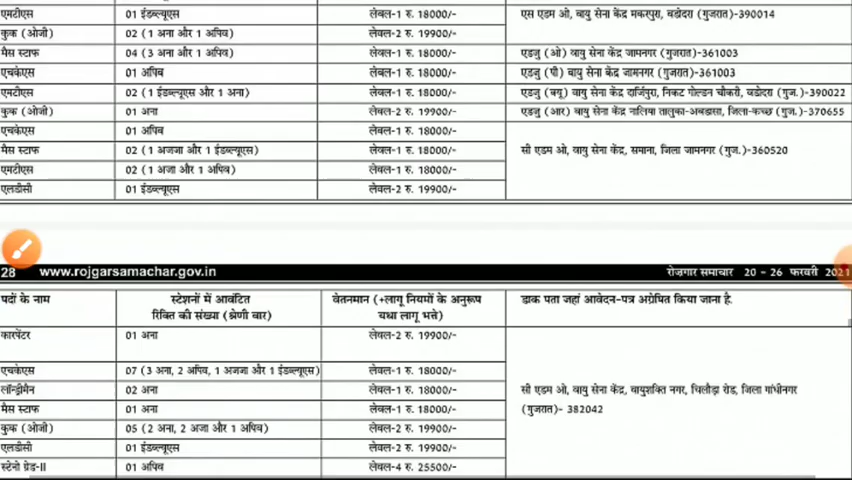 एमटीएस 01 ईडब्ल्यूएस लेवल-1 रु. 18000/- एस एडम ओ, वायु सेना केंद्र मकरपुरा, बडोदरा (गुजरात)-390014
कुक (ओजी) 02 (1 अना और 1 अपिव) लेवल-2 रु. 19900/-
मैस स्टाफ 04 (3 अना और 1 अपिव) लेवल-1 रु. 18000/- एडजु (ओ) वायु सेना केंद्र जामनगर (गुजरात)-361003
एचकेएस 01 अपिब लेवल-1 रु. 18000/- एडजु (पी) बायु सेना केंद्र जामनगर (गुजरात)-361003
एमटीएस 02 (1 ईडब्ल्यूएस और 1 अना) लेवल-1 रु. 18000/- एडजु (क्यू) वायु सेना केंद्र दर्जिपुरा, निकट गोल्डन चौकरी, बडोदरा (गुज.)-390022
कुक (ओजी) 01 अना लेवल-2 रु. 19900/- एडजु (आर) बायु सेना केंद्र नालिया तालुका-अबडासा, जिला-कच्छ (गुज.)-370655
एचकेएस 01 अपिव लेवल-1 रु. 18000/-
मैस स्टाफ 02 (1 अजजा और 1 ईडब्ल्यूएस) लेवल-1 रु. 18000/- सी एडम ओ, वायु सेना केंद्र, समाना, जिला जामनगर (गुज.)-360520
एमटीएस 02 (1 अजा और 1 अपिव) लेवल-1 रु. 18000/-
एलडीसी 01 ईडब्ल्यूएस लेवल-2 रु. 19900/-
28 www.rojgarsamachar.gov.in रोज़गार समाचार 20 - 26 फरवरी 2021
पदों के नाम स्टेशनों में आवंटित वेतनमान (+लागू नियमों के अनुरूप डाक पता जहां आवेदन-पत्र अग्रेषित किया जाना है.
रिक्ति की संख्या (श्रेणी वार) यथा लागू भत्ते)
कारपेंटर 01 अना लेवल-2 रु. 19900/-
एचकेएस 07 (3 अना, 2 अपिव, 1 अजजा और 1 ईडब्ल्यूएस) लेवल-1 रु. 18000/-
लॉन्ड्रीमैन 02 अना लेवल-1 रु. 18000/- सी एडम ओ, वायु सेना केंद्र, वायुशक्ति नगर, चिलौड़ा रोड, जिला गांधीनगर
मैस स्टाफ 01 अना लेवल-1 रु. 18000/- (गुजरात)- 382042
कुक (ओजी) 05 (2 अना, 2 अजा और 1 अपिव) लेवल-2 रु. 19900/-
एलडीसी 01 ईडब्ल्यूएस लेवल-2 रु. 19900/-
स्टेनो ग्रेड-II 01 अपिव लेवल-4 रु. 25500/-